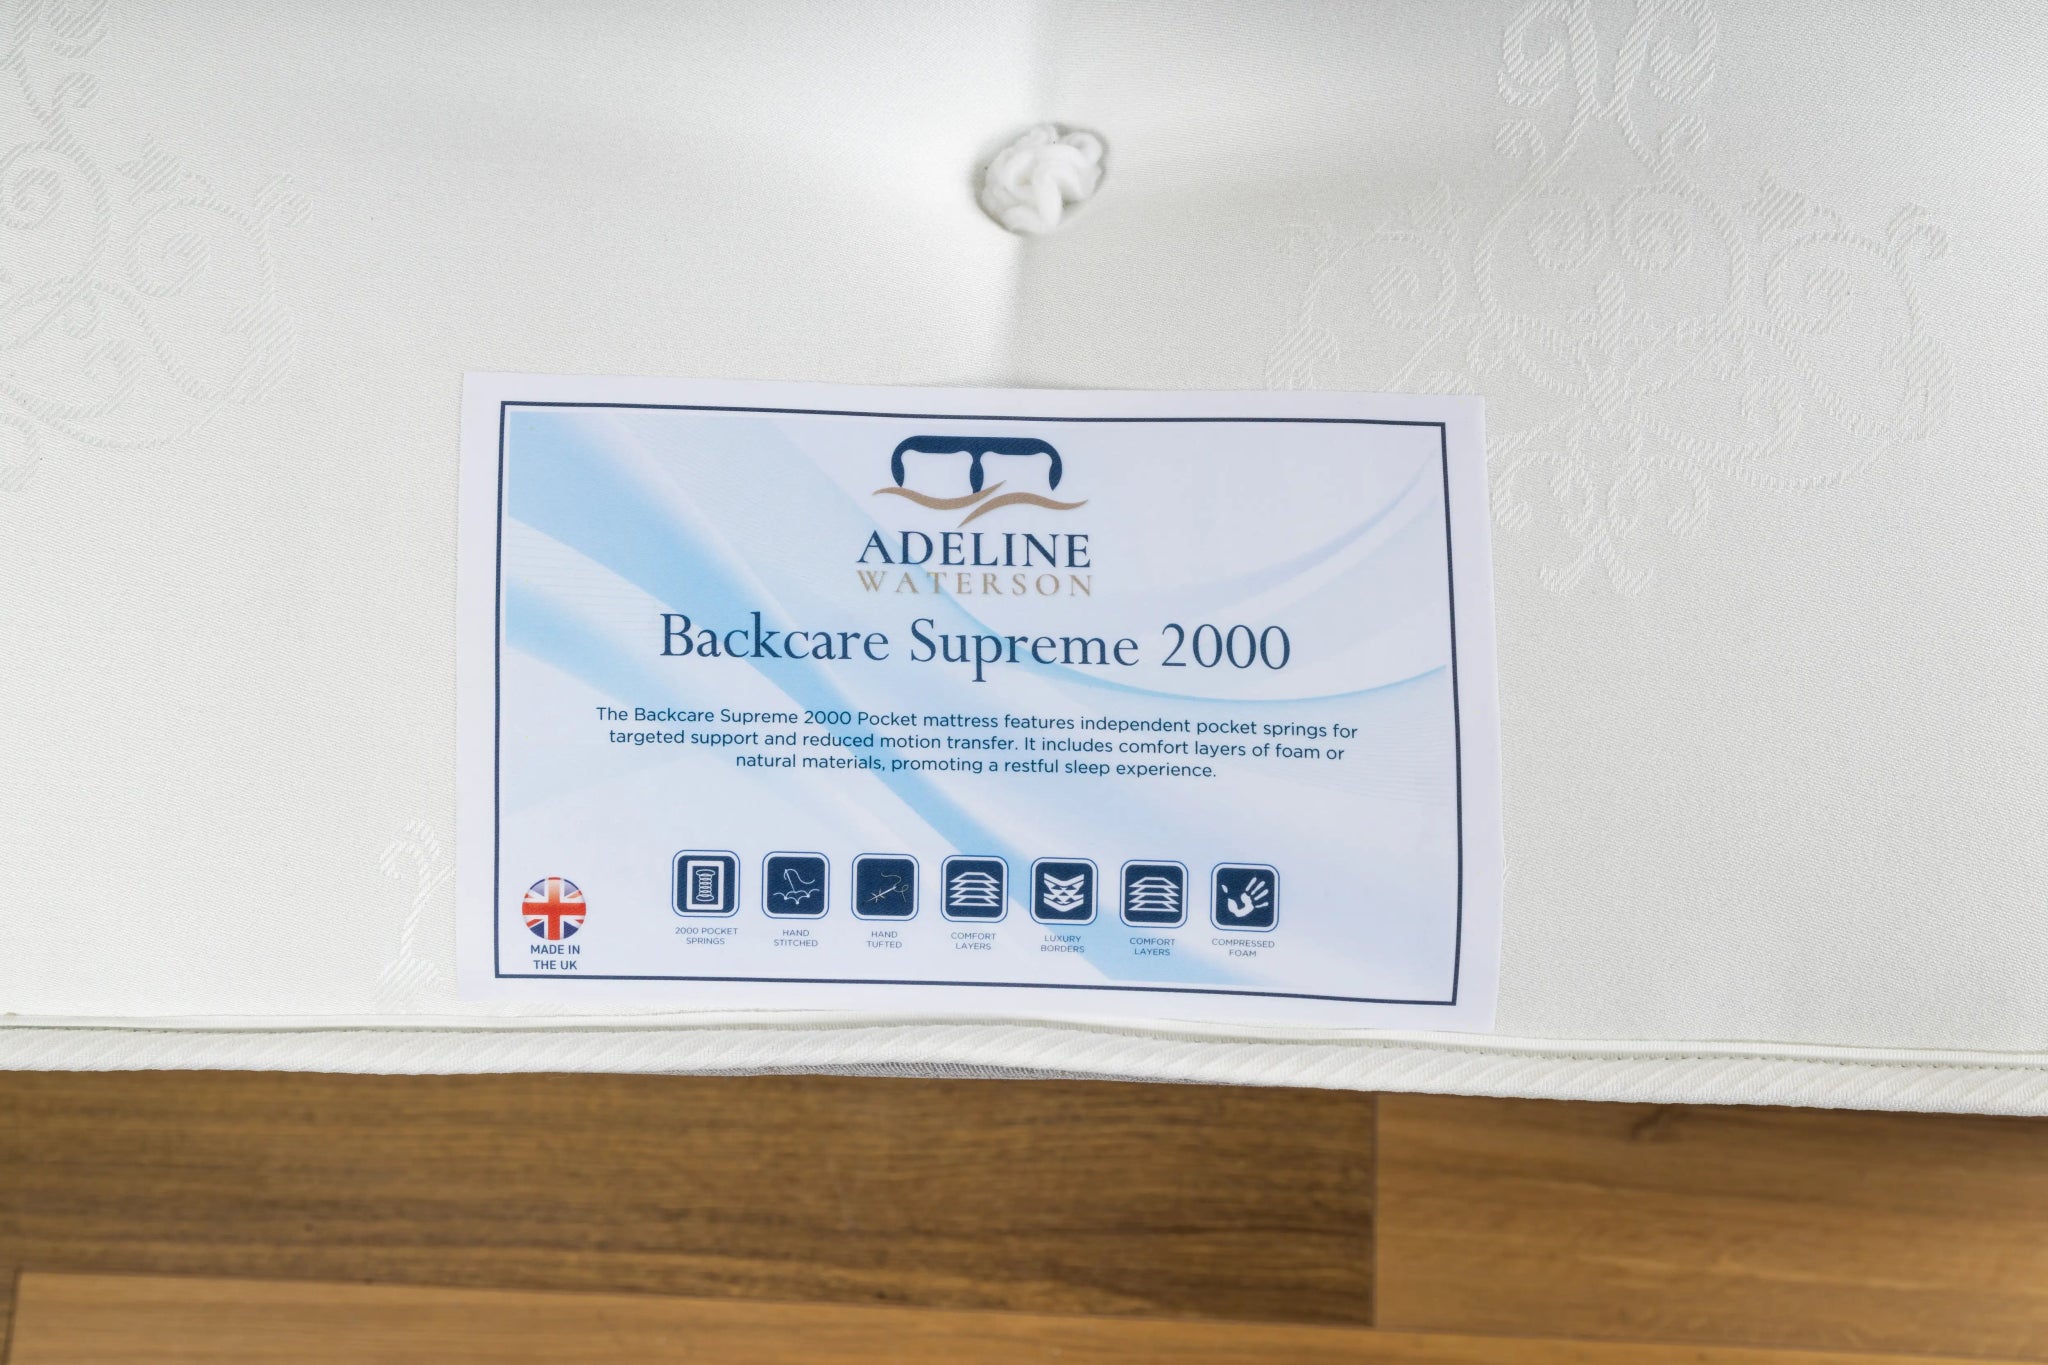 ADELINE
WATERSON
Backcare Supreme 2000
The Backcare Supreme 2000 Pocket mattress features independent pocket springs for
targeted support and reduced motion transfer. It includes comfort layers of foam or
natural materials, promoting a restful sleep experience.
MADE IN
THE UK
2000 POCKET
SPRINGS
HAND
STITCHED
HAND
TUFTED
COMFORT
LAYERS
LUXURY
BORDERS
COMFORT
LAYERS
COMPRESSED
FOAM